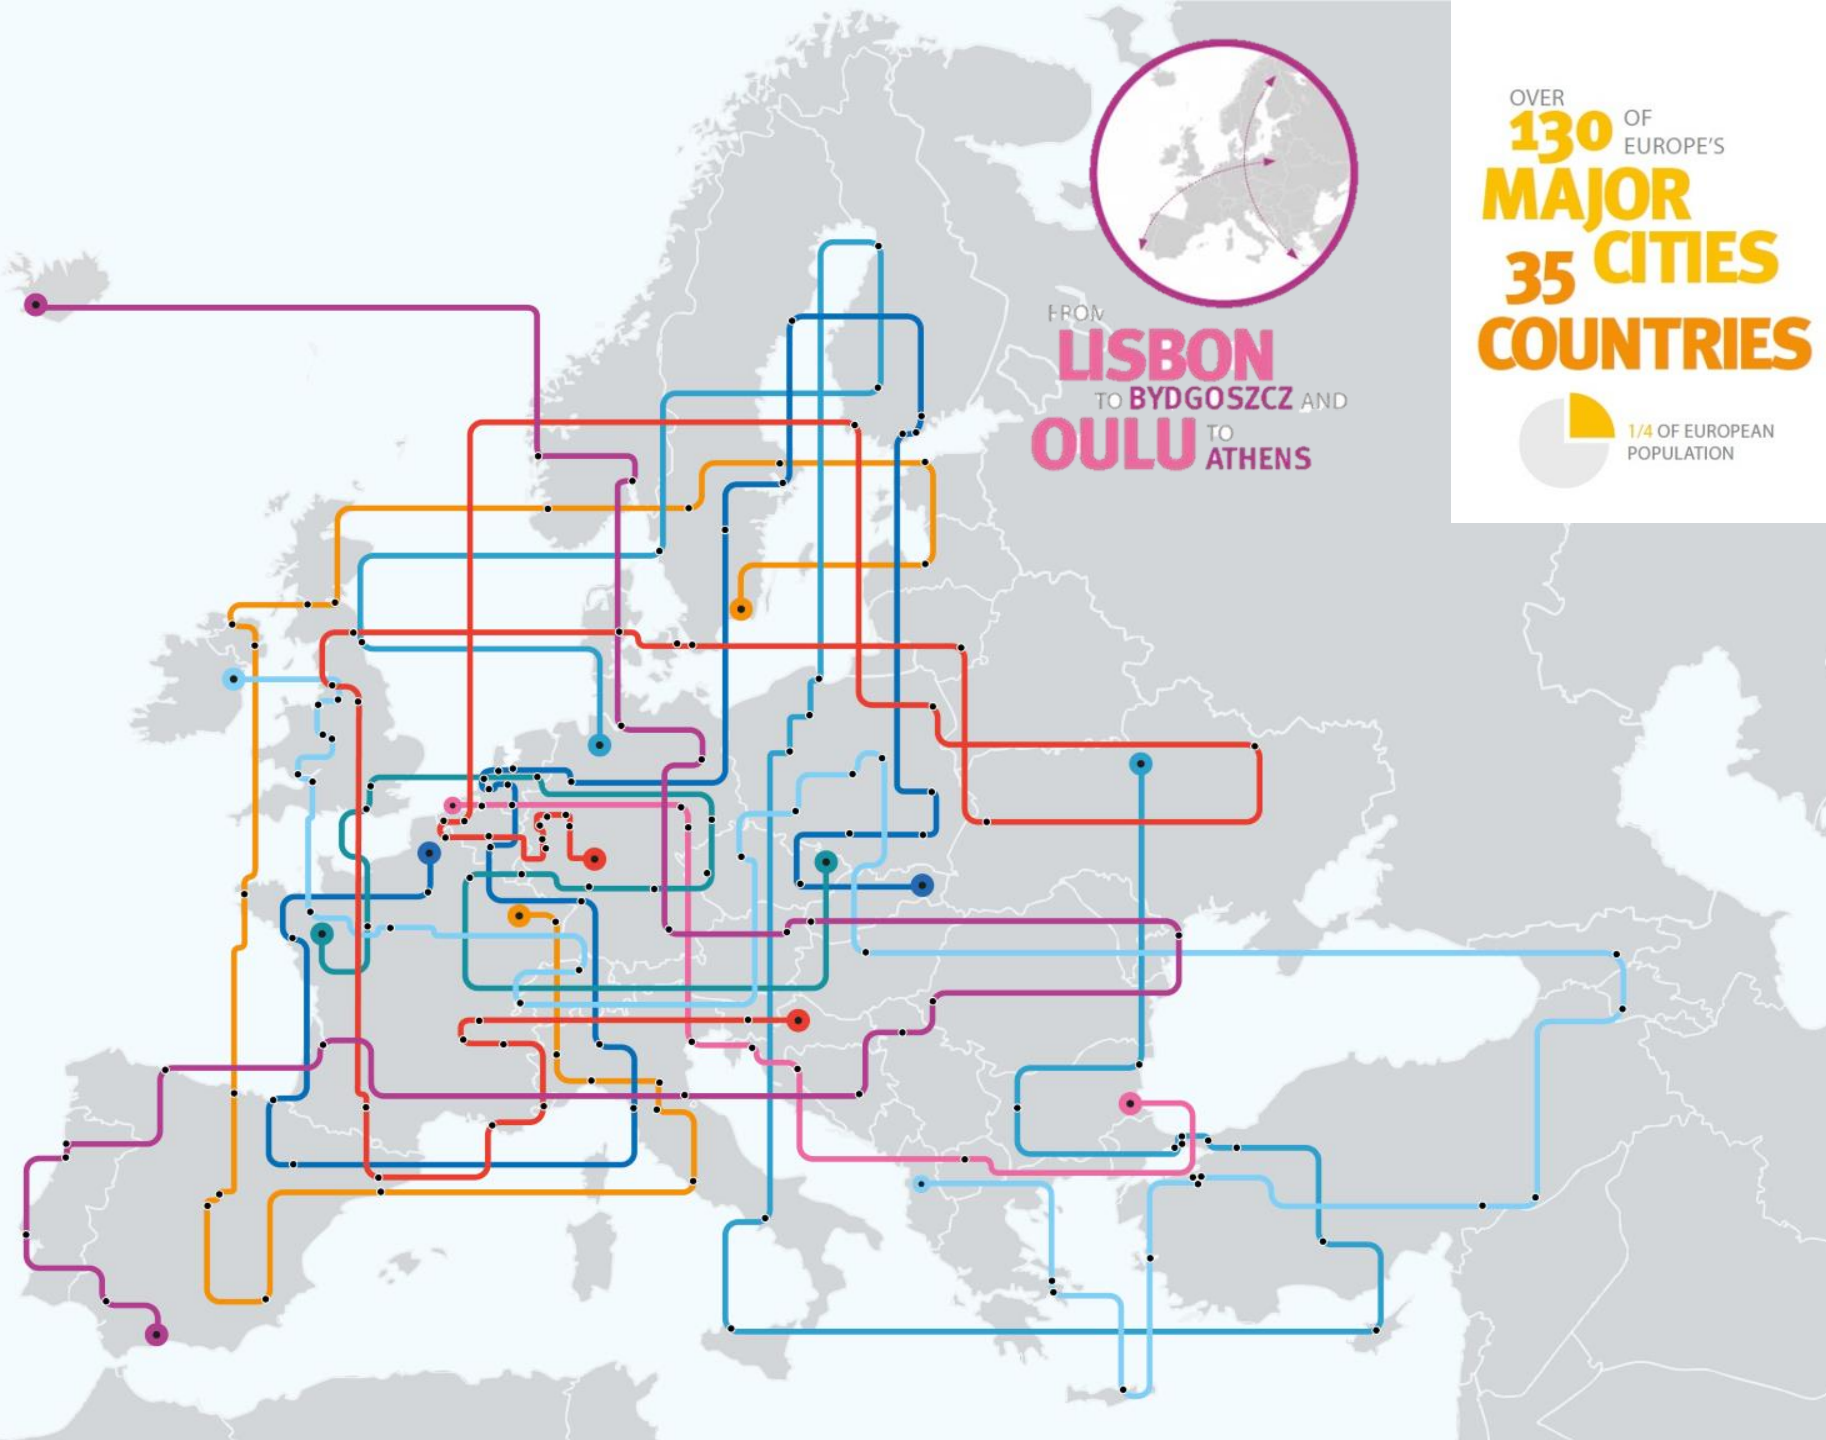 OVER
130 OF
EUROPE'S
MAJOR
CITIES
35
COUNTRIES
1/4 OF EUROPEAN
POPULATION
FROM
LISBON
TO BYDGOSZCZ AND
OULU TO
ATHENS